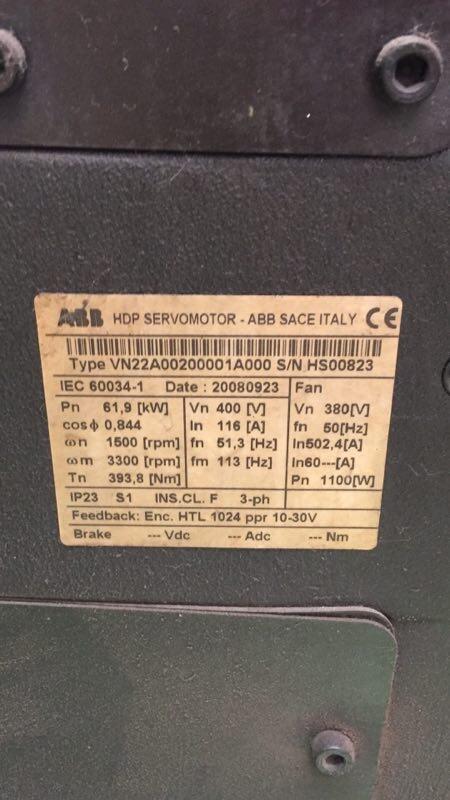 ABB HDP SERVOMOTOR - ABB SACE ITALY CE
Type VN22A00200001A000 S/N HS00823
IEC 60034-1 Date : 20080923 Fan
Pn 61,9 [kW] Vn 400 [V] Vn 380[V]
cosϕ 0,844 In 116 [A] fn 50[Hz]
ωn 1500 [rpm] fn 51,3 [Hz] In502,4[A]
ωm 3300 [rpm] fm 113 [Hz] In60---[A]
Tn 393,8 [Nm] Pn 1100[W]
IP23 S1 INS.CL. F 3-ph
Feedback: Enc. HTL 1024 ppr 10-30V
Brake --- Vdc --- Adc --- Nm